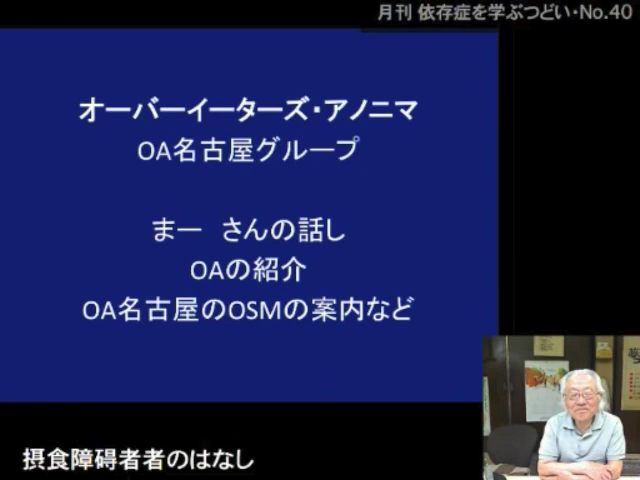 月刊 依存症を学ぶつどい・No.40
オーバーイーターズ・アノニマ
OA名古屋グループ
まー　さんの話し
OAの紹介
OA名古屋のOSMの案内など
摂食障碍者者のはなし